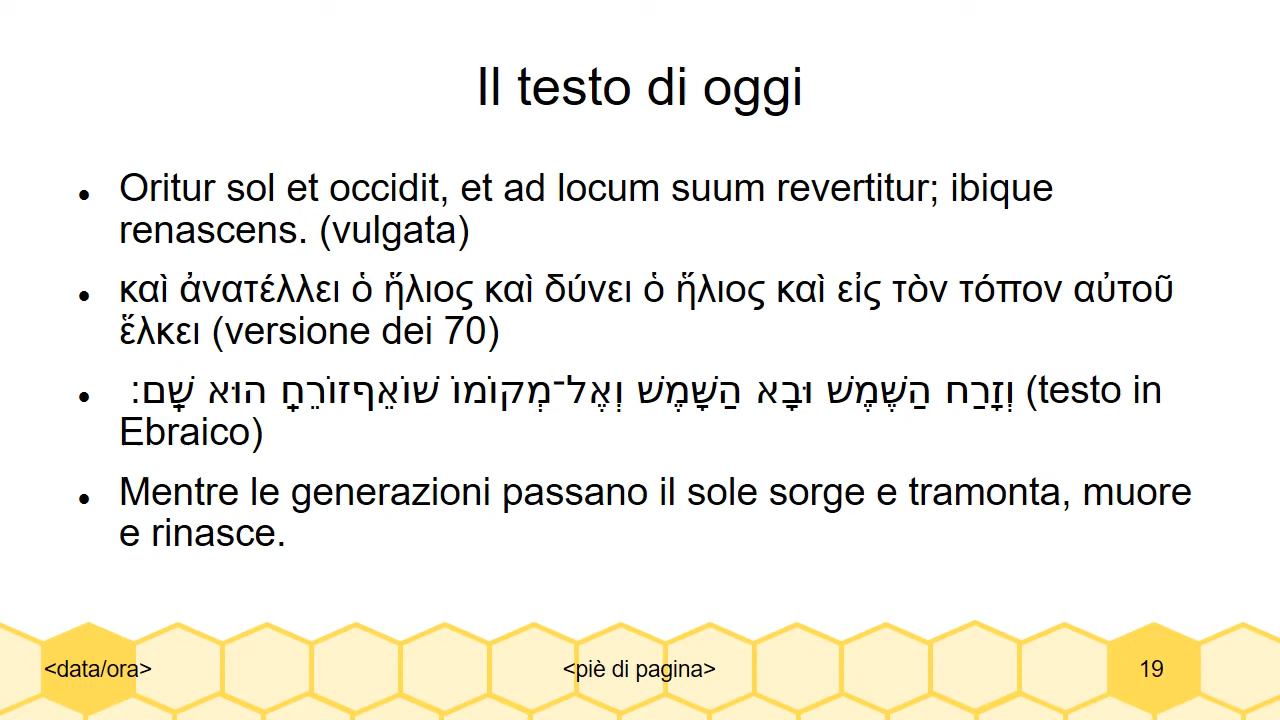 Il testo di oggi
Oritur sol et occidit, et ad locum suum revertitur; ibique
renascens. (vulgata)
καὶ ἀνατέλλει ὁ ἥλιος καὶ δύνει ὁ ἥλιος καὶ εἰς τὸν τόπον αὐτοῦ
ἕλκει (versione dei 70)
וְזָרַח הַשֶּׁמֶשׁ וּבָא הַשָּׁמֶשׁ וְאֶל־מְקוֹמוֹ שׁוֹאֵףזוֹרֵחַֽ הוּא שָֽׁם׃ (testo in
Ebraico)
Mentre le generazioni passano il sole sorge e tramonta, muore
e rinasce.
<data/ora>
<piè di pagina>
19